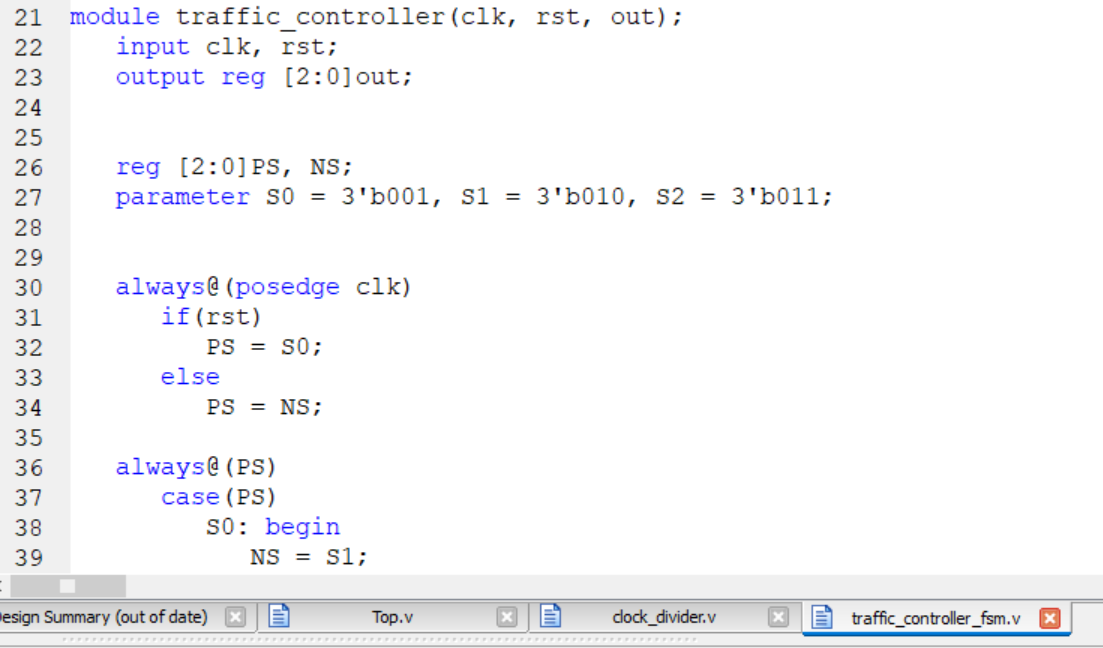 21 module traffic_controller(clk, rst, out);
22 input clk, rst;
23 output reg [2:0]out;
24
25
26 reg [2:0]PS, NS;
27 parameter S0 = 3'b001, S1 = 3'b010, S2 = 3'b011;
28
29
30 always@(posedge clk)
31 if(rst)
32 PS = S0;
33 else
34 PS = NS;
35
36 always@(PS)
37 case(PS)
38 S0: begin
39 NS = S1;
Design Summary (out of date) Top.v clock_divider.v traffic_controller_fsm.v